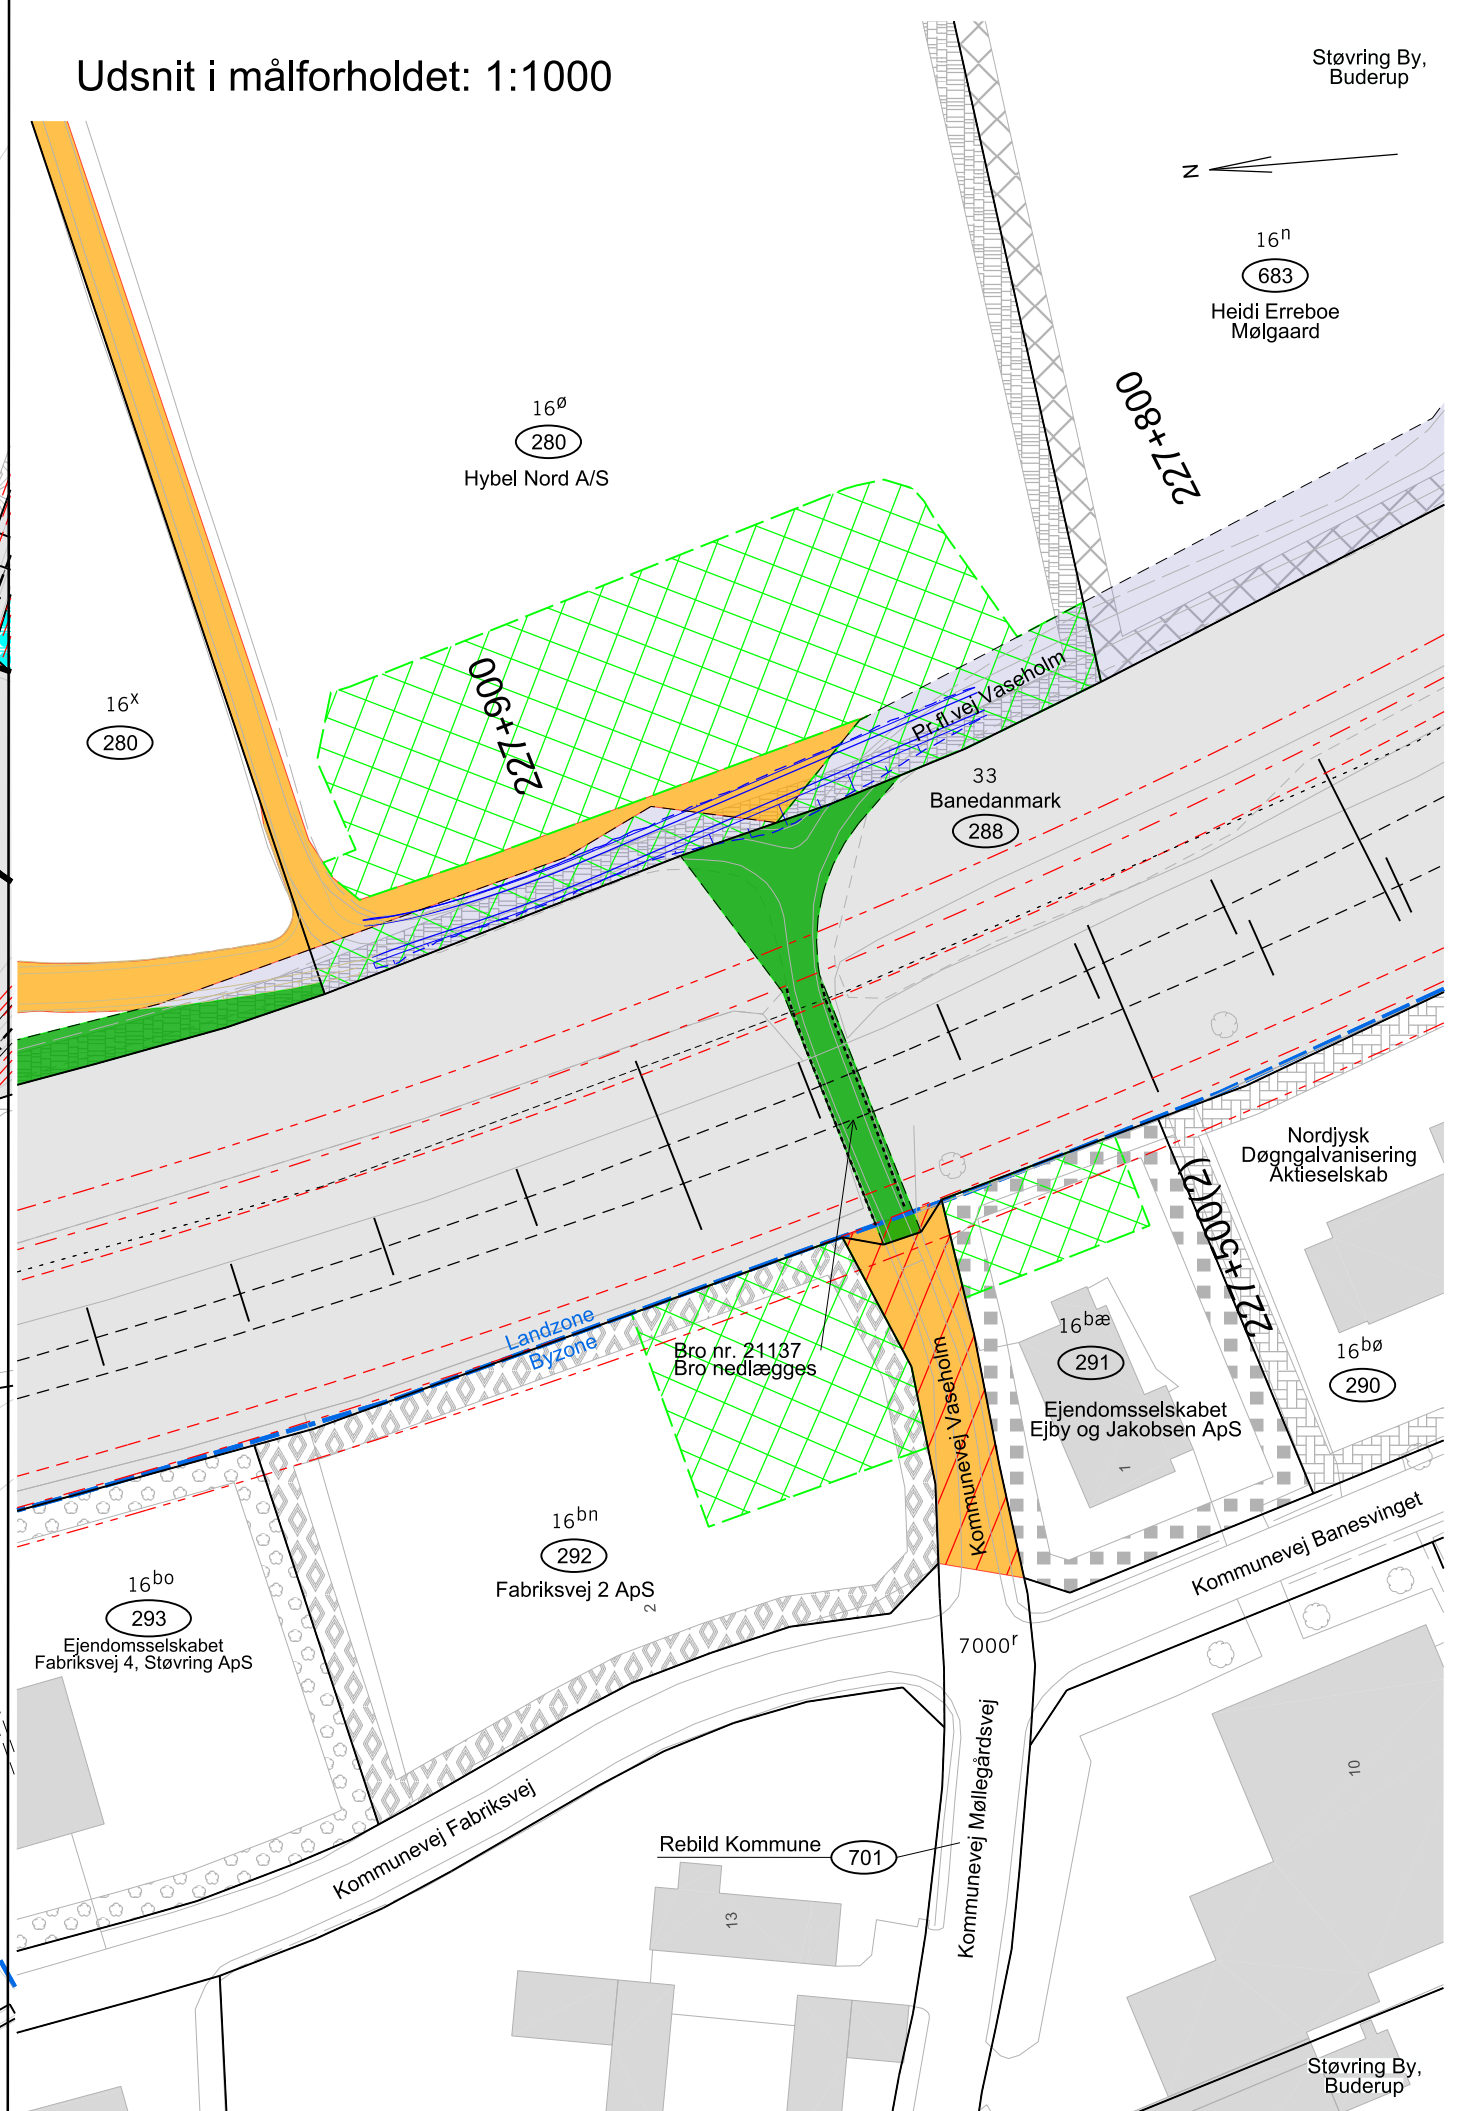 Udsnit i målforholdet: 1:1000
Støvring By,
Buderup
N
16ⁿ
683
Heidi Erreboe
Mølgaard
227+800
16ø
280
Hybel Nord A/S
227+900
Pr.fl.vej Vaseholm
16x
280
33
Banedanmark
288
Nordjysk
Døgngalvanisering
Aktieselskab
227+500(2)
Landzone
Byzone
Bro nr. 21137
Bro nedlægges
Kommunevej Vaseholm
16bæ
291
Ejendomsselskabet
Ejby og Jakobsen ApS
1
16bø
290
16bn
292
Fabriksvej 2 ApS
2
Kommunevej Banesvinget
16bo
293
Ejendomsselskabet
Fabriksvej 4, Støvring ApS
7000r
Kommunevej Møllegårdsvej
Kommunevej Fabriksvej
10
Rebild Kommune
701
13
Støvring By,
Buderup